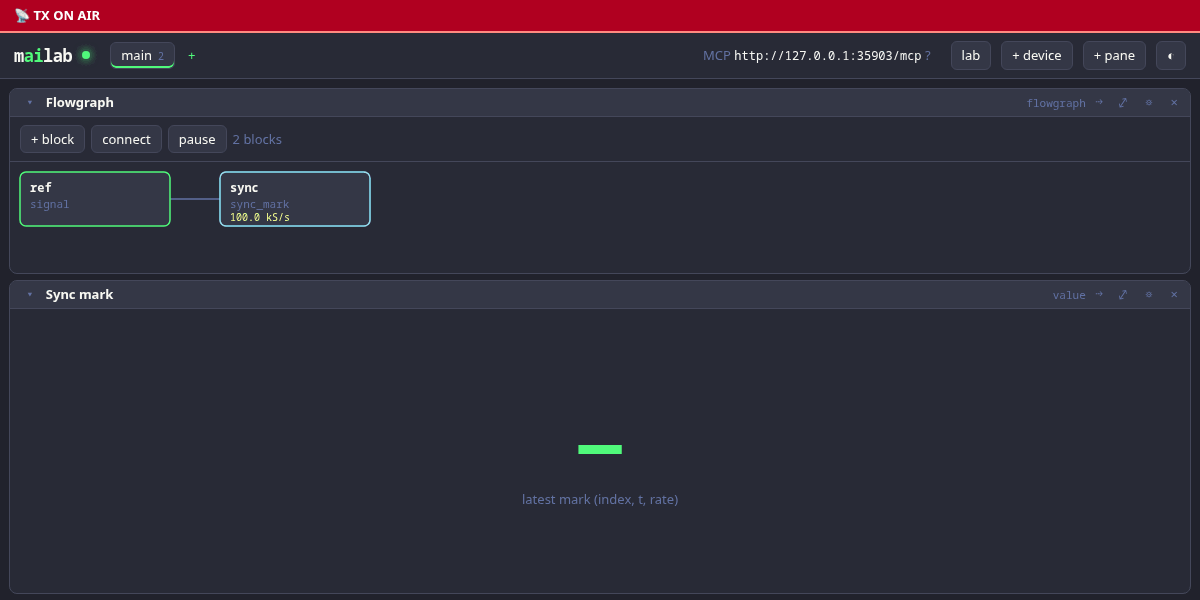 📡 TX ON AIR
mailab
main 2
+
MCP http://127.0.0.1:35903/mcp ?
lab
+ device
+ pane
Flowgraph
flowgraph
+ block
connect
pause
2 blocks
ref
signal
sync
sync_mark
100.0 kS/s
Sync mark
value
latest mark (index, t, rate)